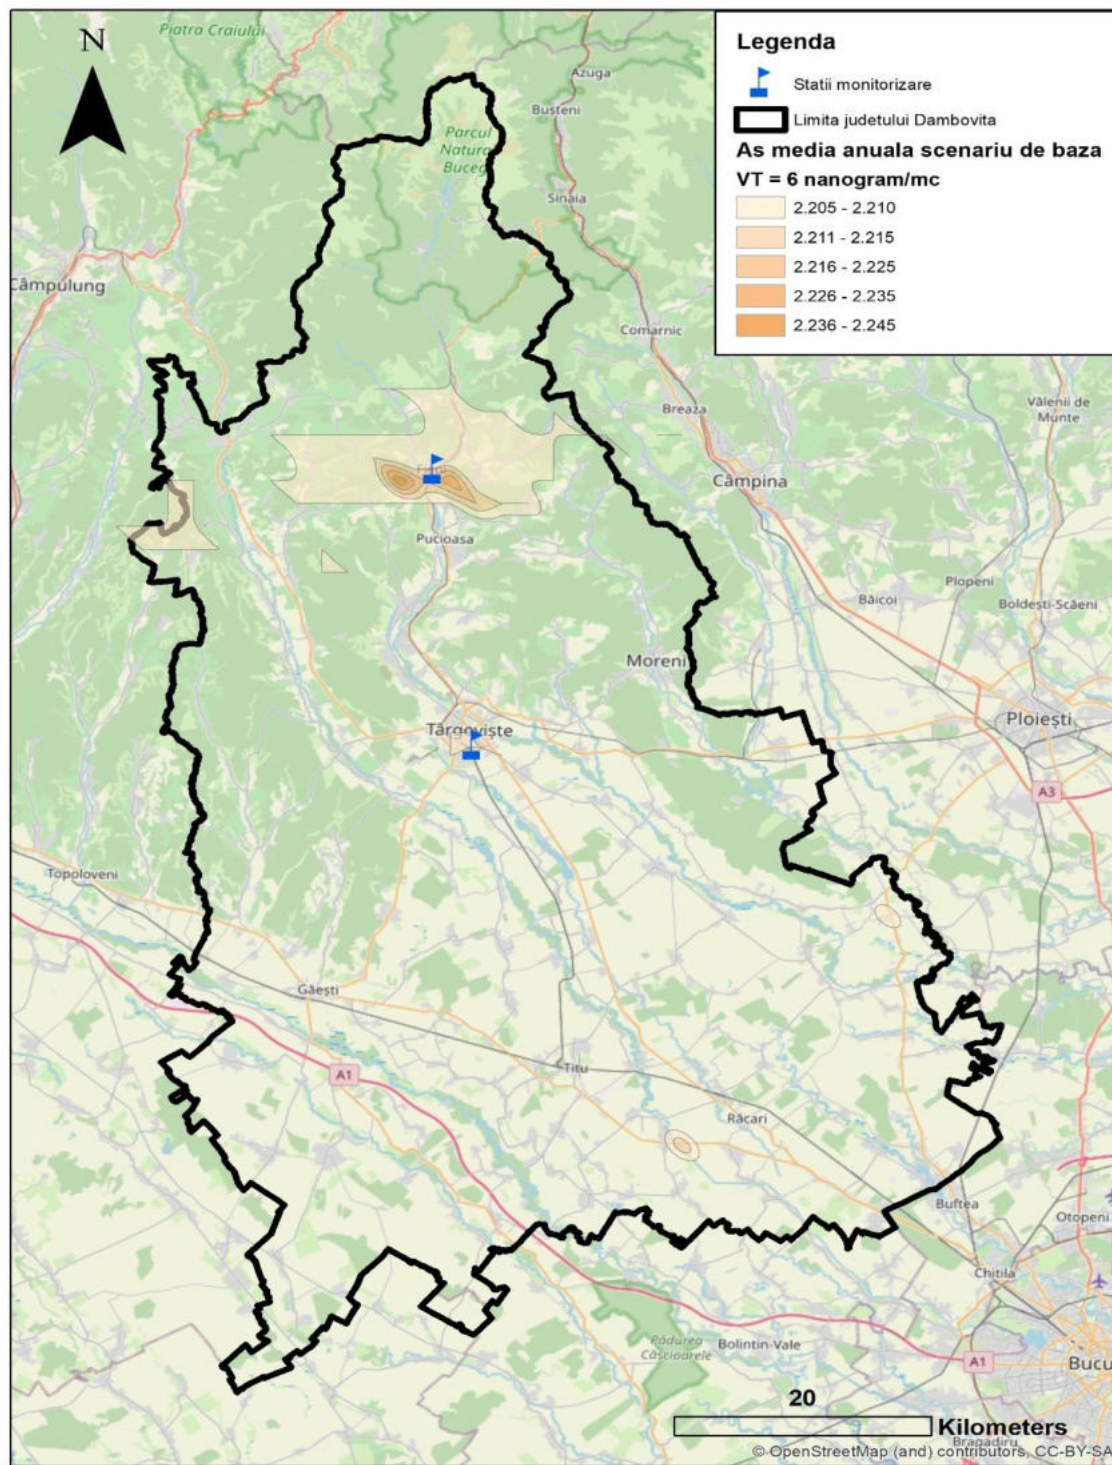 Piatra Craiului
N
Azuga
Bușteni
Parcul
Natura
Buceg
Sinaia
Legenda
Statii monitorizare
Limita judetului Dambovita
As media anuala scenariu de baza
VT = 6 nanogram/mc
2.205 - 2.210
2.211 - 2.215
2.216 - 2.225
2.226 - 2.235
2.236 - 2.245
Câmpulung
Comarnic
Breaza
Vălenii de
Munte
Câmpina
Pucioasa
Plopeni
Băicoi
Boldești-Scăeni
Moreni
Ploiești
Târgoviște
A3
Topoloveni
Găești
A1
Titu
Răcari
Buftea
Otopeni
Chitila
Pădurea
Căscioarele
Bolintin-Vale
A1
Bucu
20
Kilometers
Bragadiru
© OpenStreetMap (and) contributors, CC-BY-SA